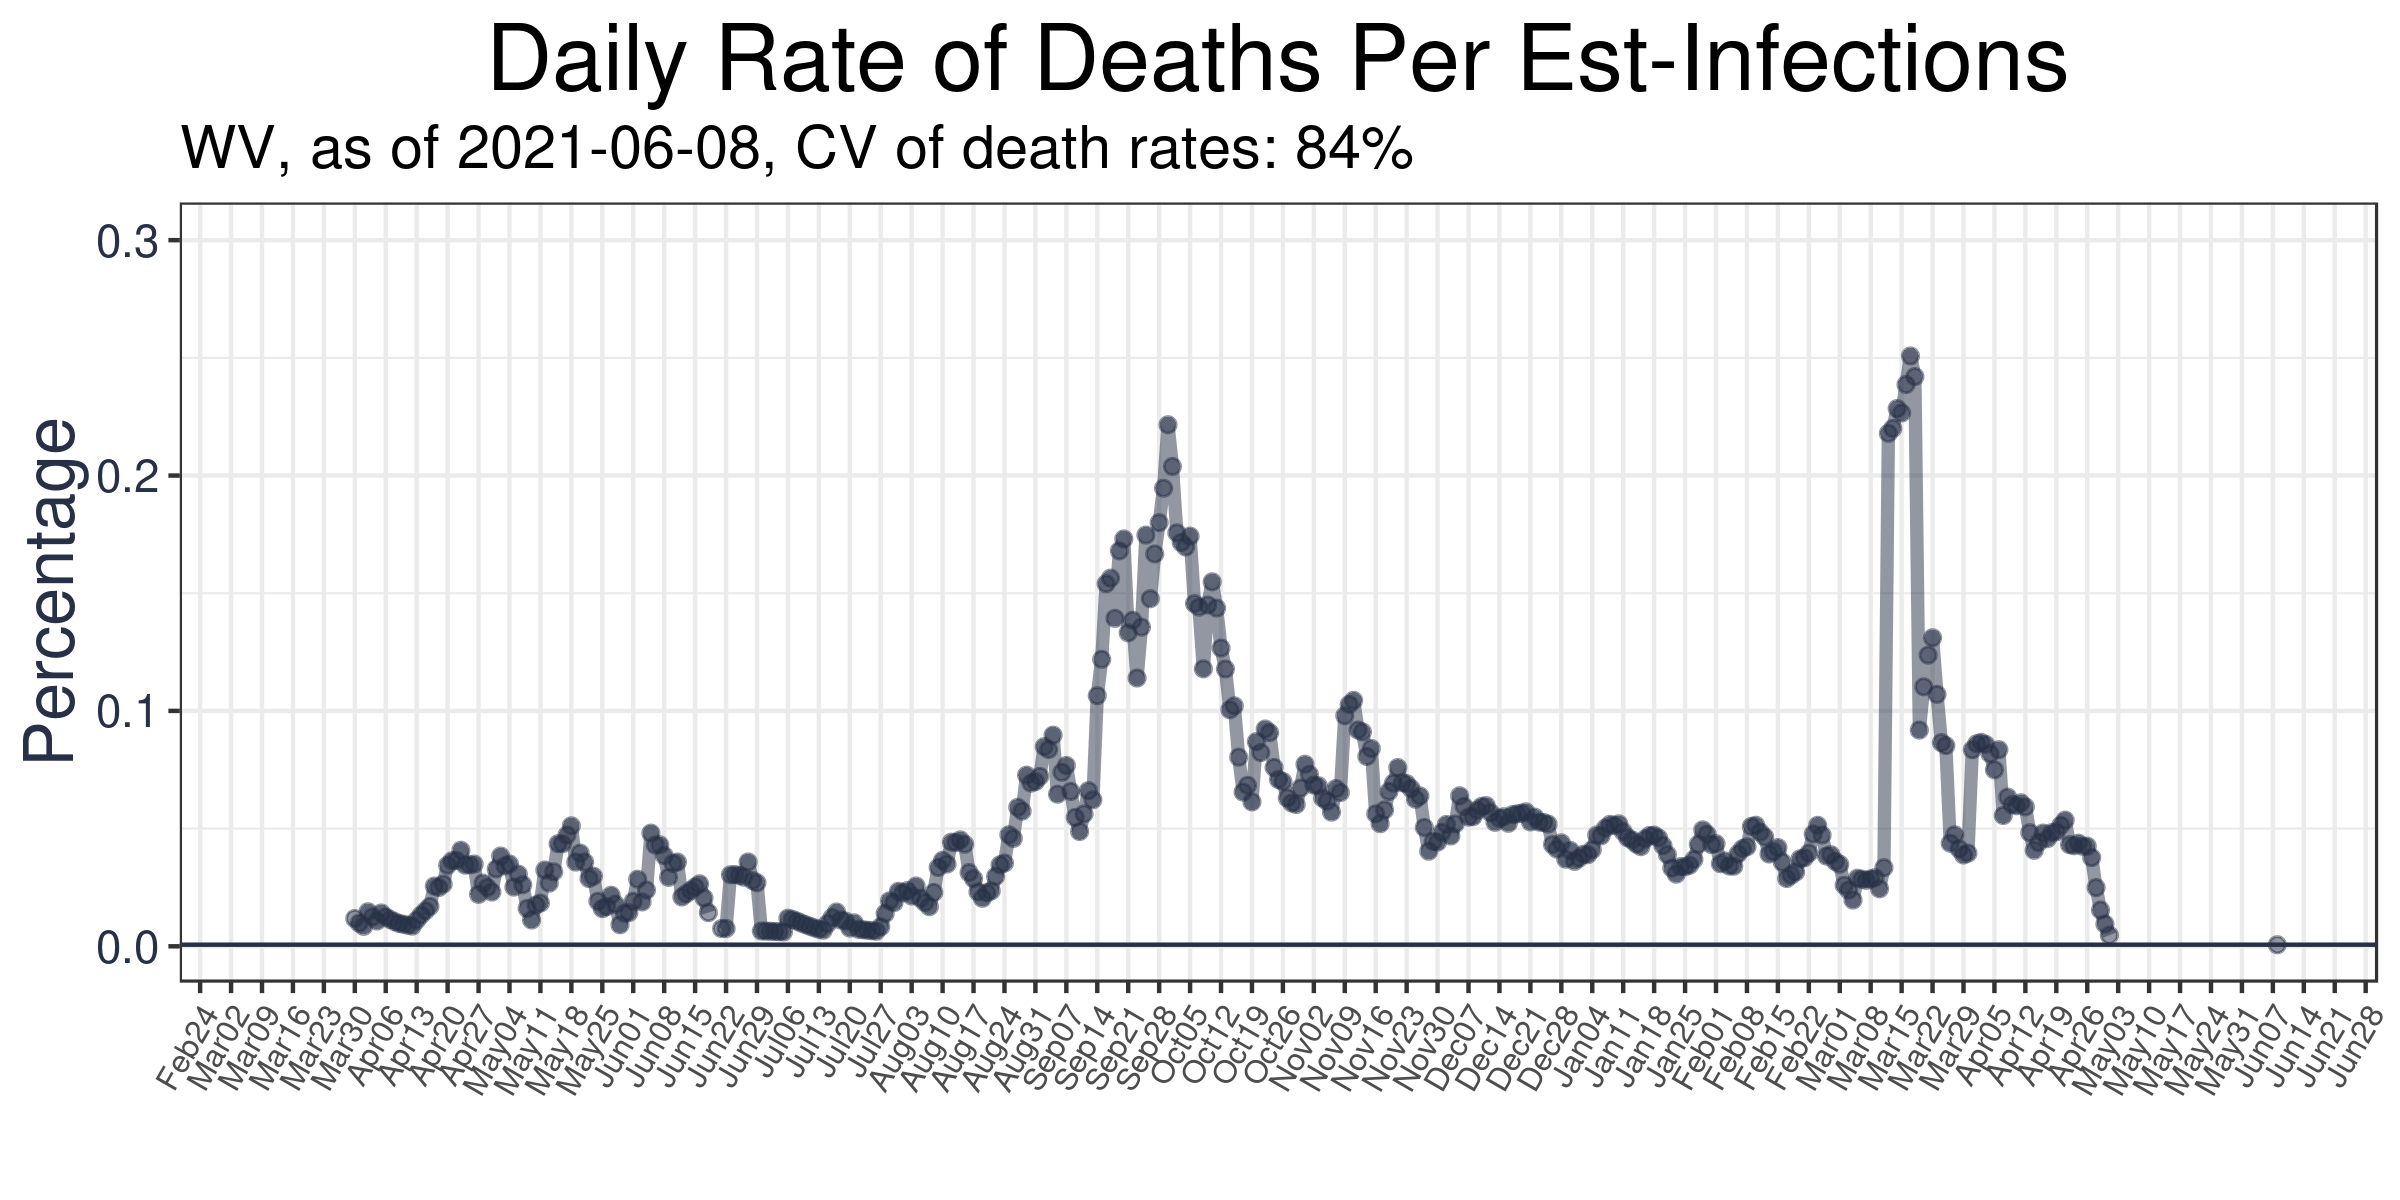 Daily Rate of Deaths Per Est-Infections
WV, as of 2021-06-08, CV of death rates: 84%
Percentage
0.3
0.2
0.1
0.0
Feb24
Mar02
Mar09
Mar16
Mar23
Mar30
Apr06
Apr13
Apr20
Apr27
May04
May11
May18
May25
Jun01
Jun08
Jun15
Jun22
Jun29
Jul06
Jul13
Jul20
Jul27
Aug03
Aug10
Aug17
Aug24
Aug31
Sep07
Sep14
Sep21
Sep28
Oct05
Oct12
Oct19
Oct26
Nov02
Nov09
Nov16
Nov23
Nov30
Dec07
Dec14
Dec21
Dec28
Jan04
Jan11
Jan18
Jan25
Feb01
Feb08
Feb15
Feb22
Mar01
Mar08
Mar15
Mar22
Mar29
Apr05
Apr12
Apr19
Apr26
May03
May10
May17
May24
May31
Jun07
Jun14
Jun21
Jun28